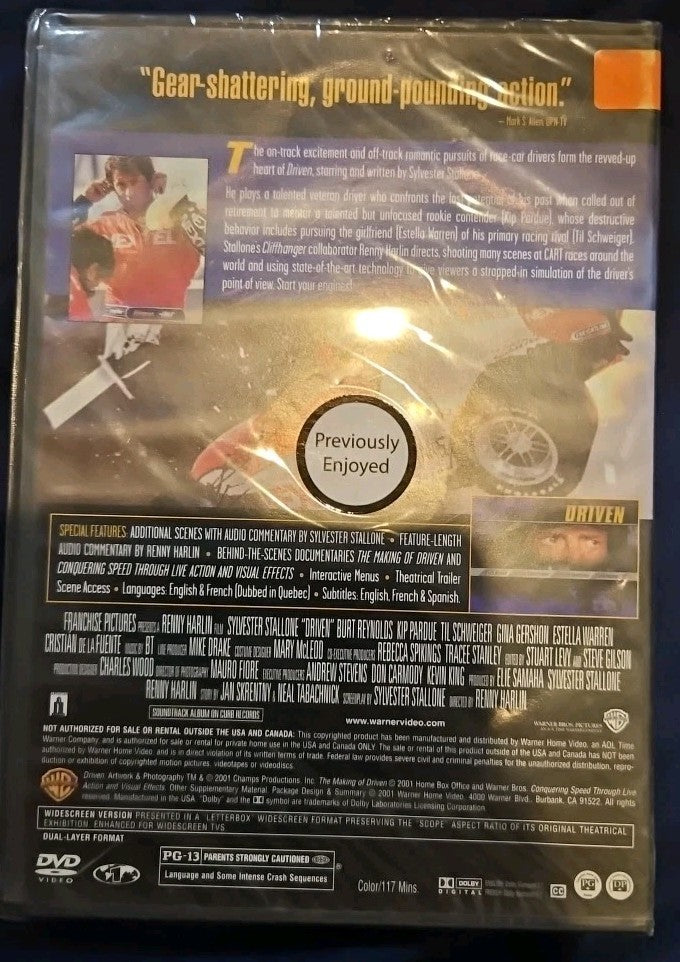 "Gear-shattering, ground-pounding action."
— Mark S. Allen, UPN-TV
The on-track excitement and off-track romantic pursuits of race-car drivers form the revved-up
heart of Driven, starring and written by Sylvester Stallone.
He plays a talented veteran driver who confronts the lost potential of his past when called out of
retirement to mentor a talented but unfocused rookie contender (Kip Pardue), whose destructive
behavior includes pursuing the girlfriend (Estella Warren) of his primary racing rival (Til Schweiger).
Stallone's Cliffhanger collaborator Renny Harlin directs, shooting many scenes at CART races around the
world and using state-of-the-art technology to give viewers a strapped-in simulation of the driver's
point of view. Start your engines!
Previously
Enjoyed
DRIVEN
SPECIAL FEATURES: ADDITIONAL SCENES WITH AUDIO COMMENTARY BY SYLVESTER STALLONE • FEATURE-LENGTH
AUDIO COMMENTARY BY RENNY HARLIN • BEHIND-THE-SCENES DOCUMENTARIES THE MAKING OF DRIVEN AND
CONQUERING SPEED THROUGH LIVE ACTION AND VISUAL EFFECTS • Interactive Menus • Theatrical Trailer
Scene Access • Languages: English & French (Dubbed in Quebec) • Subtitles: English, French & Spanish.
FRANCHISE PICTURES PRESENTS A RENNY HARLIN FILM SYLVESTER STALLONE "DRIVEN" BURT REYNOLDS KIP PARDUE TIL SCHWEIGER GINA GERSHON ESTELLA WARREN
CRISTIAN DE LA FUENTE MUSIC BY BT LINE PRODUCER MIKE DRAKE COSTUME DESIGNER MARY McLEOD CO-EXECUTIVE PRODUCERS REBECCA SPIKINGS TRACEE STANLEY EDITED BY STUART LEVY AND STEVE GILSON
PRODUCTION DESIGNER CHARLES WOOD DIRECTOR OF PHOTOGRAPHY MAURO FIORE EXECUTIVE PRODUCERS ANDREW STEVENS DON CARMODY KEVIN KING PRODUCED BY ELIE SAMAHA SYLVESTER STALLONE
RENNY HARLIN STORY BY JAN SKRENTNY & NEAL TABACHNICK SCREENPLAY BY SYLVESTER STALLONE DIRECTED BY RENNY HARLIN
SOUNDTRACK ALBUM ON CURB RECORDS
www.warnervideo.com
WARNER BROS. PICTURES
NOT AUTHORIZED FOR SALE OR RENTAL OUTSIDE THE USA AND CANADA: This copyrighted product has been manufactured and distributed by Warner Home Video, an AOL Time
Warner Company, and is authorized for sale or rental for private home use in the USA and Canada ONLY. The sale or rental of this product outside of the USA and Canada has NOT been
authorized by Warner Home Video and is in direct violation of its written terms of trade. Federal law provides severe civil and criminal penalties for the unauthorized distribution, repro-
duction or exhibition of copyrighted motion pictures, videotapes or videodiscs.
Driven Artwork & Photography TM & © 2001 Champs Productions, Inc. The Making of Driven © 2001 Home Box Office and Warner Bros. Conquering Speed Through Live
Action and Visual Effects, Other Supplementary Material, Package Design & Summary © 2001 Warner Home Video, 4000 Warner Blvd., Burbank, CA 91522. All rights
reserved. Manufactured in the USA. "Dolby" and the DD symbol are trademarks of Dolby Laboratories Licensing Corporation.
WIDESCREEN VERSION PRESENTED IN A "LETTERBOX" WIDESCREEN FORMAT PRESERVING THE "SCOPE" ASPECT RATIO OF ITS ORIGINAL THEATRICAL
EXHIBITION. ENHANCED FOR WIDESCREEN TVS.
DUAL-LAYER FORMAT
DVD
VIDEO
1
PG-13 PARENTS STRONGLY CAUTIONED
Language and Some Intense Crash Sequences
®
Color/117 Mins.
DOLBY
DIGITAL
CC
PG
DP